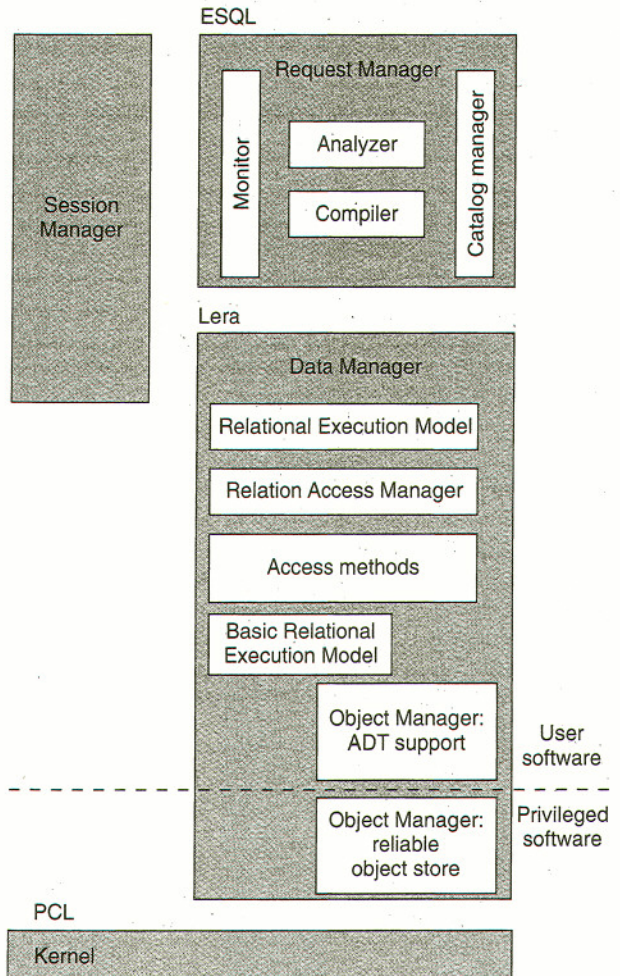 ESQL
Request Manager
Monitor
Analyzer
Compiler
Catalog manager
Session
Manager
Lera
Data Manager
Relational Execution Model
Relation Access Manager
Access methods
Basic Relational
Execution Model
Object Manager:
ADT support
User
software
Object Manager:
reliable
object store
Privileged
software
PCL
Kernel